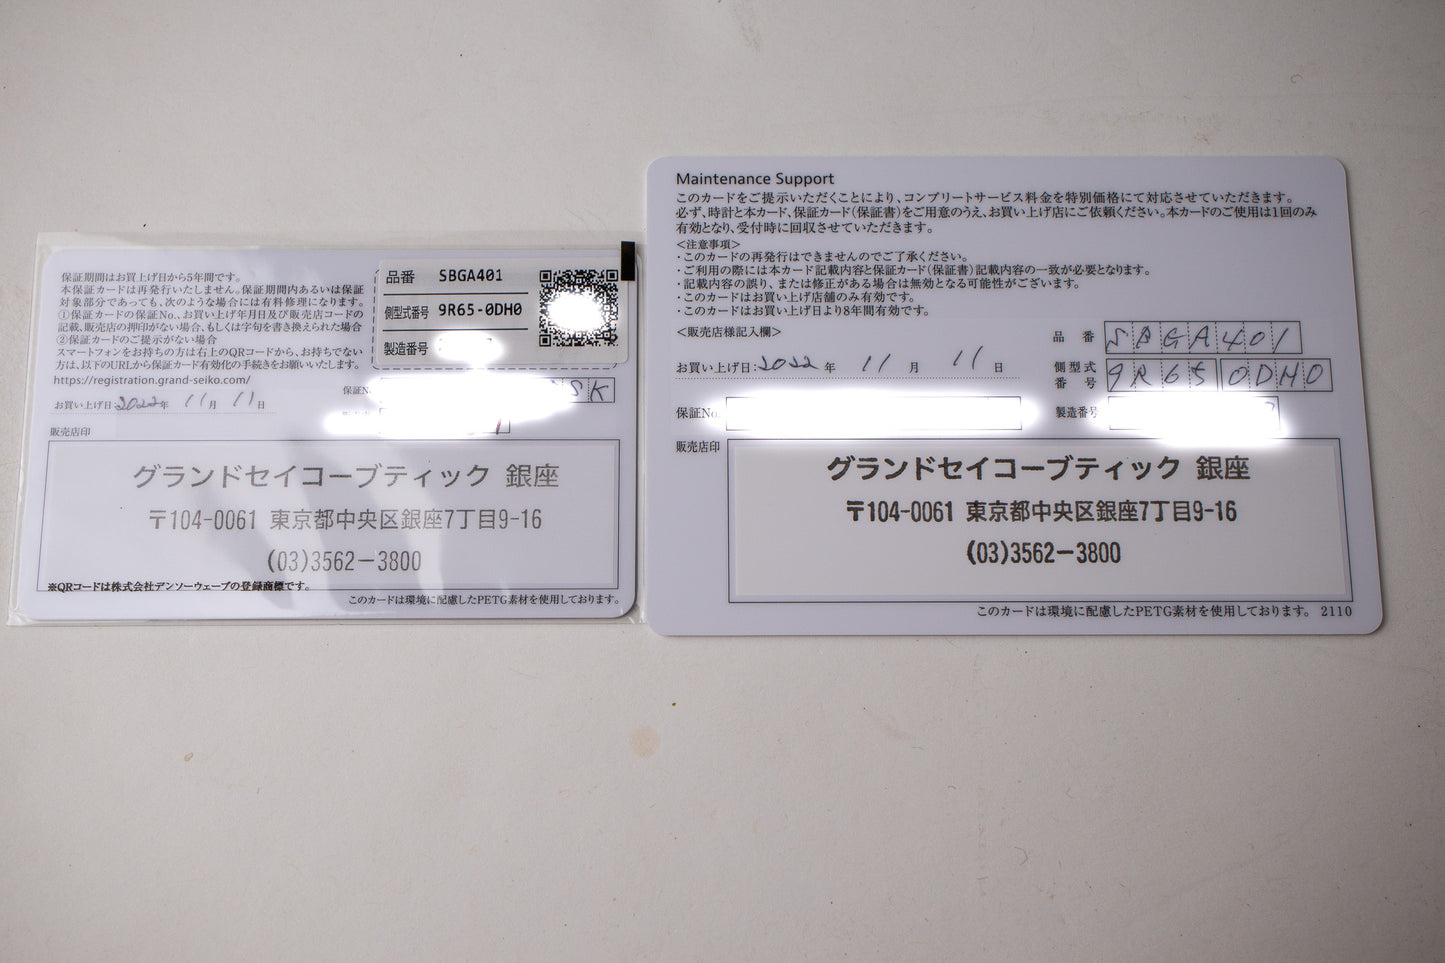 保証期間はお買上げ日から5年間です。
本保証カードは再発行いたしません。保証期間内あるいは保証
対象部分であっても、次のような場合には有料修理になります。
①保証カードの保証No.、お買上げ年月日及び販売店コードの
記載、販売店の押印がない場合、もしくは字句を書き換えられた場合
②保証カードのご提示がない場合
スマートフォンをお持ちの方は右上のQRコードから、お持ちでない
方は、以下のURLから保証カード有効化の手続きをお願いいたします。
https://registration.grand-seiko.com/
品番 SBGA401
側型式番号 9R65-0DH0
製造番号
保証No. SK
お買い上げ日:2022年 11月 11日
販売店印
グランドセイコーブティック 銀座
〒104-0061 東京都中央区銀座7丁目9-16
(03)3562-3800
※QRコードは株式会社デンソーウェーブの登録商標です。
このカードは環境に配慮したPETG素材を使用しております。
Maintenance Support
このカードをご提示いただくことにより、コンプリートサービス料金を特別価格にて対応させていただきます。
必ず、時計と本カード、保証カード(保証書)をご用意のうえ、お買い上げ店にご依頼ください。本カードのご使用は1回のみ
有効となり、受付時に回収させていただきます。
<注意事項>
・このカードの再発行はできませんのでご了承ください。
・ご利用の際には本カード記載内容と保証カード(保証書)記載内容の一致が必要となります。
・記載内容の誤り、または修正がある場合は無効となる可能性がございます。
・このカードはお買い上げ店舗のみ有効です。
・このカードはお買い上げ日より8年間有効です。
<販売店様記入欄>
お買い上げ日:2022 年 11 月 11 日
品 番 SBGA401
側型式
番 号 9R65 0DH0
保証No.
製造番号
販売店印
グランドセイコーブティック 銀座
〒104-0061 東京都中央区銀座7丁目9-16
(03)3562-3800
このカードは環境に配慮したPETG素材を使用しております。 2110